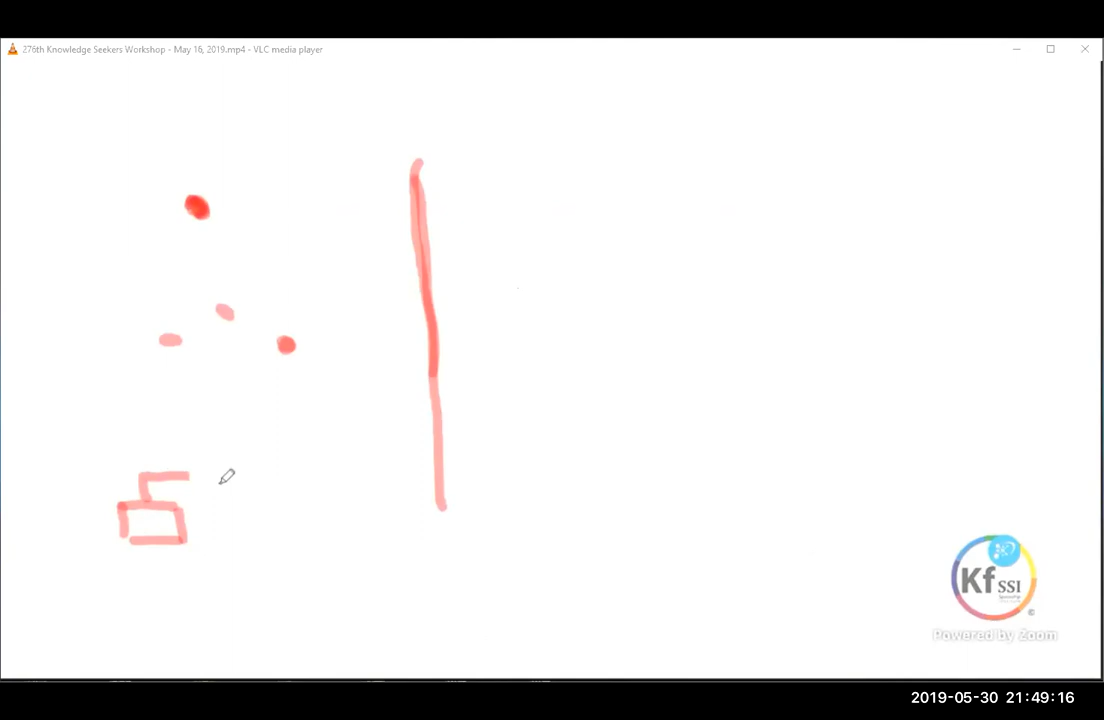 276th Knowledge Seekers Workshop - May 16, 2019.mp4 - VLC media player
Kf SSI
Powered by Zoom
2019-05-30 21:49:16